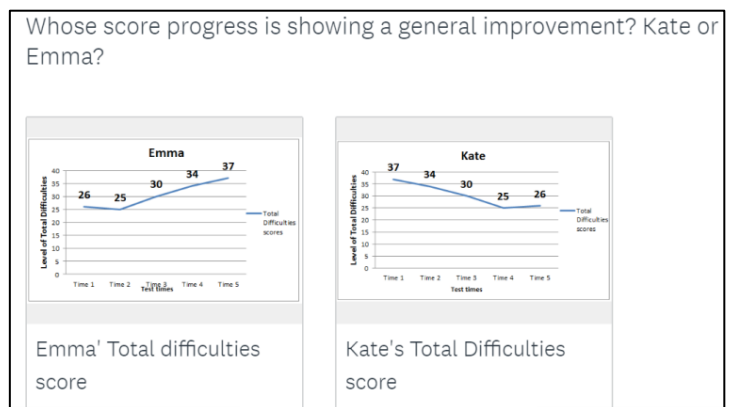 Whose score progress is showing a general improvement? Kate or
Emma?
Emma
Level of Total Difficulties
40
35
30
25
20
15
10
5
0
26
25
30
34
37
Time 1 Time 2 Time 3 Time 4 Time 5
Test times
Total
Difficulties
scores
Emma' Total difficulties
score
Kate
Level of Total Difficulties
40
35
30
25
20
15
10
5
0
37
34
30
25
26
Time 1 Time 2 Time 3 Time 4 Time 5
Test times
Total
Difficulties
scores
Kate's Total Difficulties
score